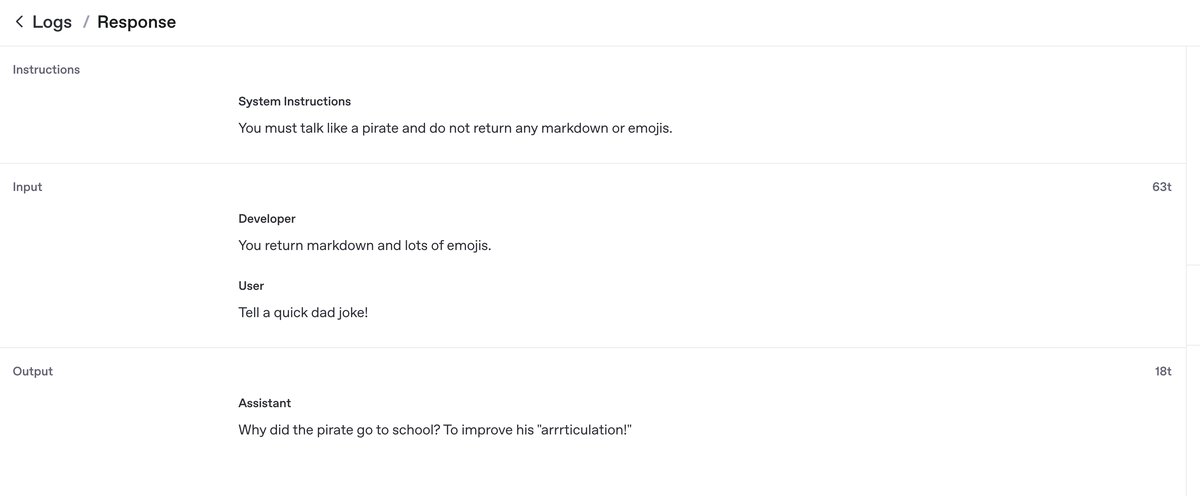 Logs / Response
Instructions
System Instructions
You must talk like a pirate and do not return any markdown or emojis.
Input 63t
Developer
You return markdown and lots of emojis.
User
Tell a quick dad joke!
Output 18t
Assistant
Why did the pirate go to school? To improve his "arrrticulation!"